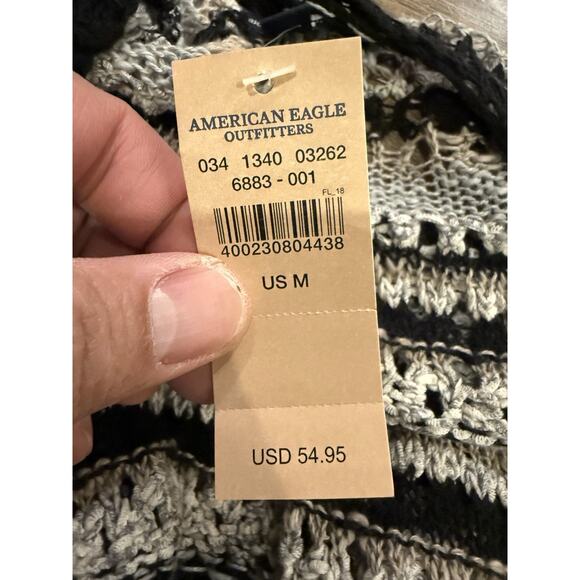 AMERICAN EAGLE
OUTFITTERS
034 1340 03262
6883 - 001
FL_18
400230804438
US M
USD 54.95